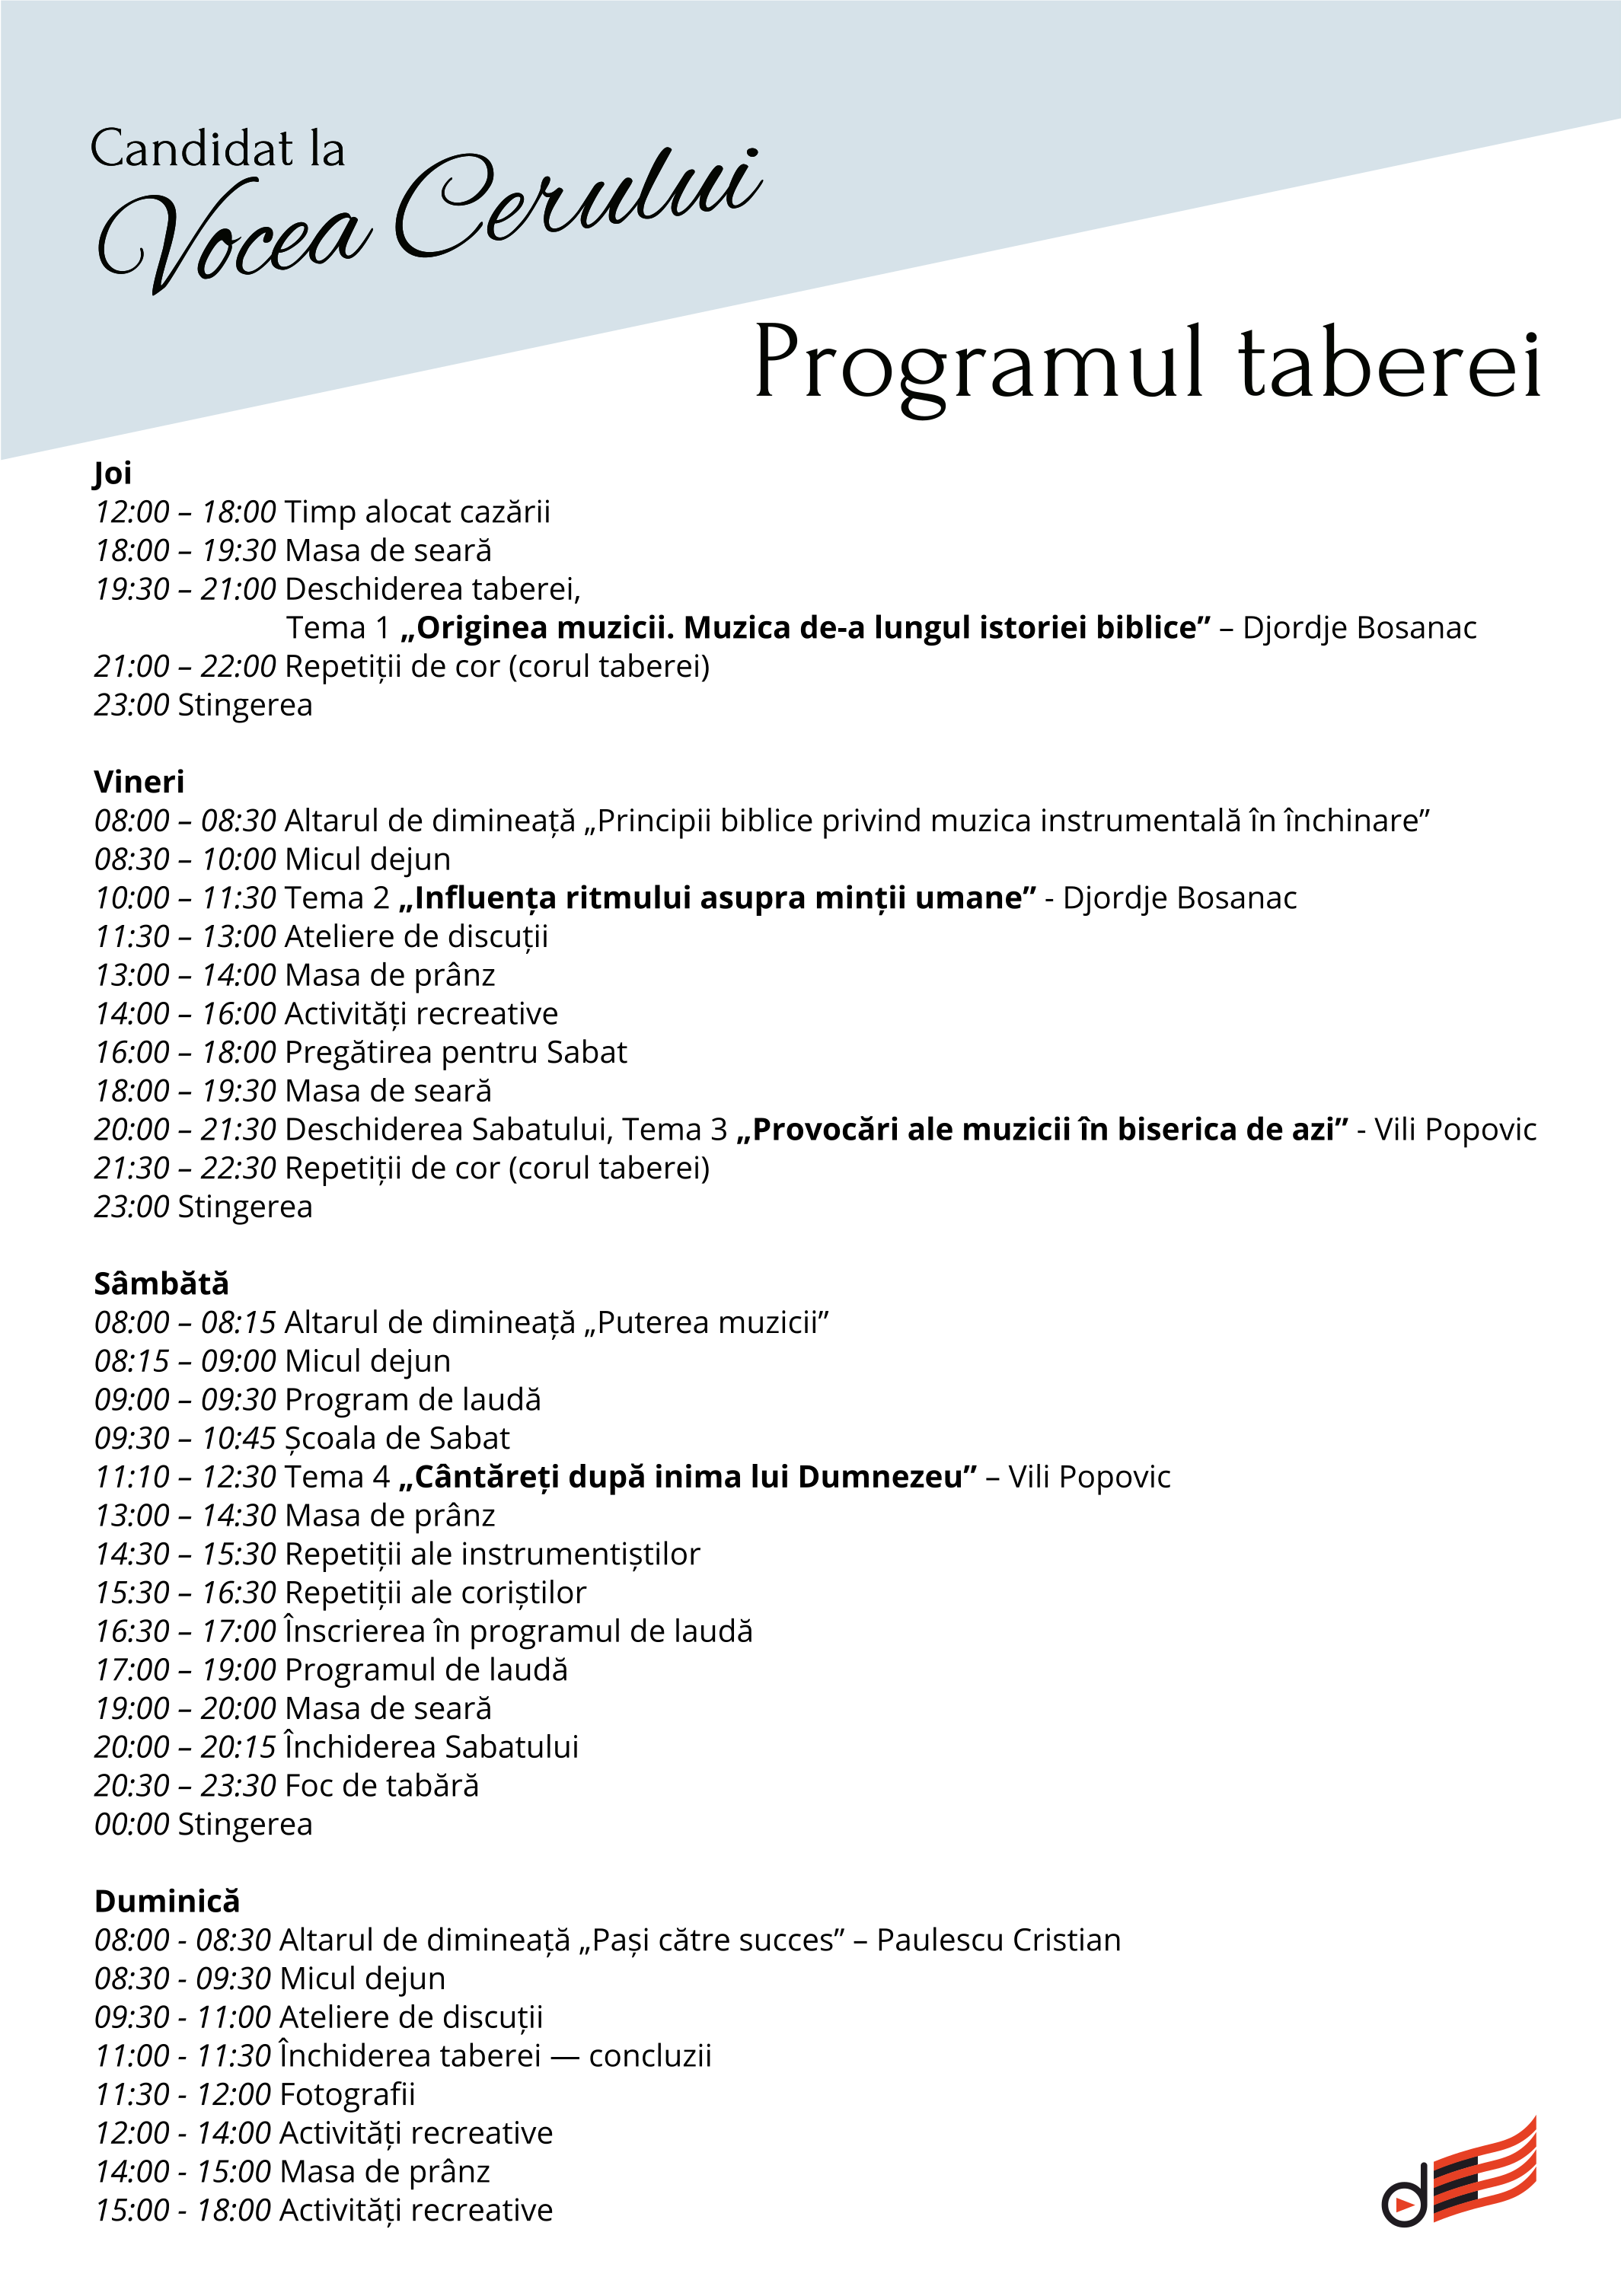 Candidat la
Vocea Cerului
Programul taberei
Joi
12:00 – 18:00 Timp alocat cazării
18:00 – 19:30 Masa de seară
19:30 – 21:00 Deschiderea taberei,
Tema 1 „Originea muzicii. Muzica de-a lungul istoriei biblice” – Djordje Bosanac
21:00 – 22:00 Repetiții de cor (corul taberei)
23:00 Stingerea
Vineri
08:00 – 08:30 Altarul de dimineață „Principii biblice privind muzica instrumentală în închinare”
08:30 – 10:00 Micul dejun
10:00 – 11:30 Tema 2 „Influența ritmului asupra minții umane” - Djordje Bosanac
11:30 – 13:00 Ateliere de discuții
13:00 – 14:00 Masa de prânz
14:00 – 16:00 Activități recreative
16:00 – 18:00 Pregătirea pentru Sabat
18:00 – 19:30 Masa de seară
20:00 – 21:30 Deschiderea Sabatului, Tema 3 „Provocări ale muzicii în biserica de azi” - Vili Popovic
21:30 – 22:30 Repetiții de cor (corul taberei)
23:00 Stingerea
Sâmbătă
08:00 – 08:15 Altarul de dimineață „Puterea muzicii”
08:15 – 09:00 Micul dejun
09:00 – 09:30 Program de laudă
09:30 – 10:45 Școala de Sabat
11:10 – 12:30 Tema 4 „Cântăreți după inima lui Dumnezeu” – Vili Popovic
13:00 – 14:30 Masa de prânz
14:30 – 15:30 Repetiții ale instrumentiștilor
15:30 – 16:30 Repetiții ale coriștilor
16:30 – 17:00 Înscrierea în programul de laudă
17:00 – 19:00 Programul de laudă
19:00 – 20:00 Masa de seară
20:00 – 20:15 Închiderea Sabatului
20:30 – 23:30 Foc de tabără
00:00 Stingerea
Duminică
08:00 - 08:30 Altarul de dimineață „Pași către succes” – Paulescu Cristian
08:30 - 09:30 Micul dejun
09:30 - 11:00 Ateliere de discuții
11:00 - 11:30 Închiderea taberei — concluzii
11:30 - 12:00 Fotografii
12:00 - 14:00 Activități recreative
14:00 - 15:00 Masa de prânz
15:00 - 18:00 Activități recreative